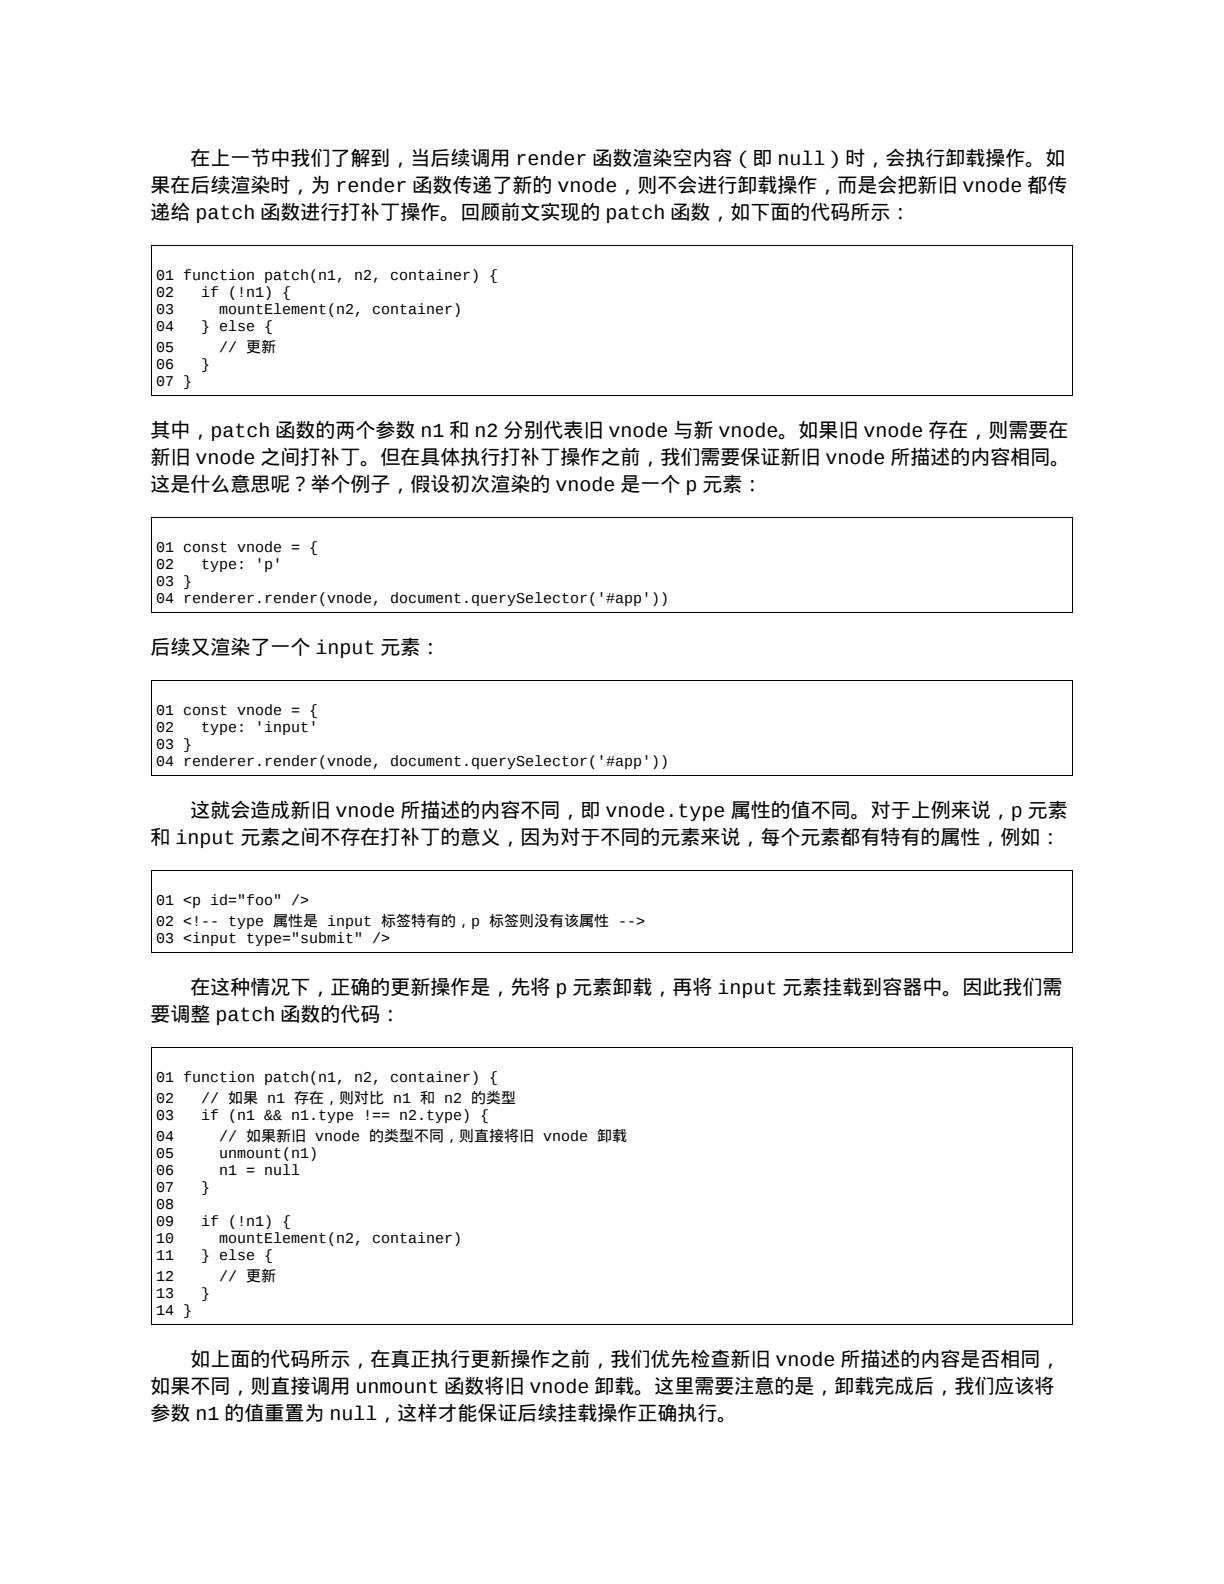 在上一节中我们了解到，当后续调用 render 函数渲染空内容（即 null）时，会执行卸载操作。如
果在后续渲染时，为 render 函数传递了新的 vnode，则不会进行卸载操作，而是会把新旧 vnode 都传
递给 patch 函数进行打补丁操作。回顾前文实现的 patch 函数，如下面的代码所示：
01 function patch(n1, n2, container) {
02   if (!n1) {
03     mountElement(n2, container)
04   } else {
05     // 更新
06   }
07 }
其中，patch 函数的两个参数 n1 和 n2 分别代表旧 vnode 与新 vnode。如果旧 vnode 存在，则需要在
新旧 vnode 之间打补丁。但在具体执行打补丁操作之前，我们需要保证新旧 vnode 所描述的内容相同。
这是什么意思呢？举个例子，假设初次渲染的 vnode 是一个 p 元素：
01 const vnode = {
02   type: 'p'
03 }
04 renderer.render(vnode, document.querySelector('#app'))
后续又渲染了一个 input 元素：
01 const vnode = {
02   type: 'input'
03 }
04 renderer.render(vnode, document.querySelector('#app'))
这就会造成新旧 vnode 所描述的内容不同，即 vnode.type 属性的值不同。对于上例来说，p 元素
和 input 元素之间不存在打补丁的意义，因为对于不同的元素来说，每个元素都有特有的属性，例如：
01 <p id="foo" />
02 <!-- type 属性是 input 标签特有的，p 标签则没有该属性 -->
03 <input type="submit" />
在这种情况下，正确的更新操作是，先将 p 元素卸载，再将 input 元素挂载到容器中。因此我们需
要调整 patch 函数的代码：
01 function patch(n1, n2, container) {
02   // 如果 n1 存在，则对比 n1 和 n2 的类型
03   if (n1 && n1.type !== n2.type) {
04     // 如果新旧 vnode 的类型不同，则直接将旧 vnode 卸载
05     unmount(n1)
06     n1 = null
07   }
08
09   if (!n1) {
10     mountElement(n2, container)
11   } else {
12     // 更新
13   }
14 }
如上面的代码所示，在真正执行更新操作之前，我们优先检查新旧 vnode 所描述的内容是否相同，
如果不同，则直接调用 unmount 函数将旧 vnode 卸载。这里需要注意的是，卸载完成后，我们应该将
参数 n1 的值重置为 null，这样才能保证后续挂载操作正确执行。